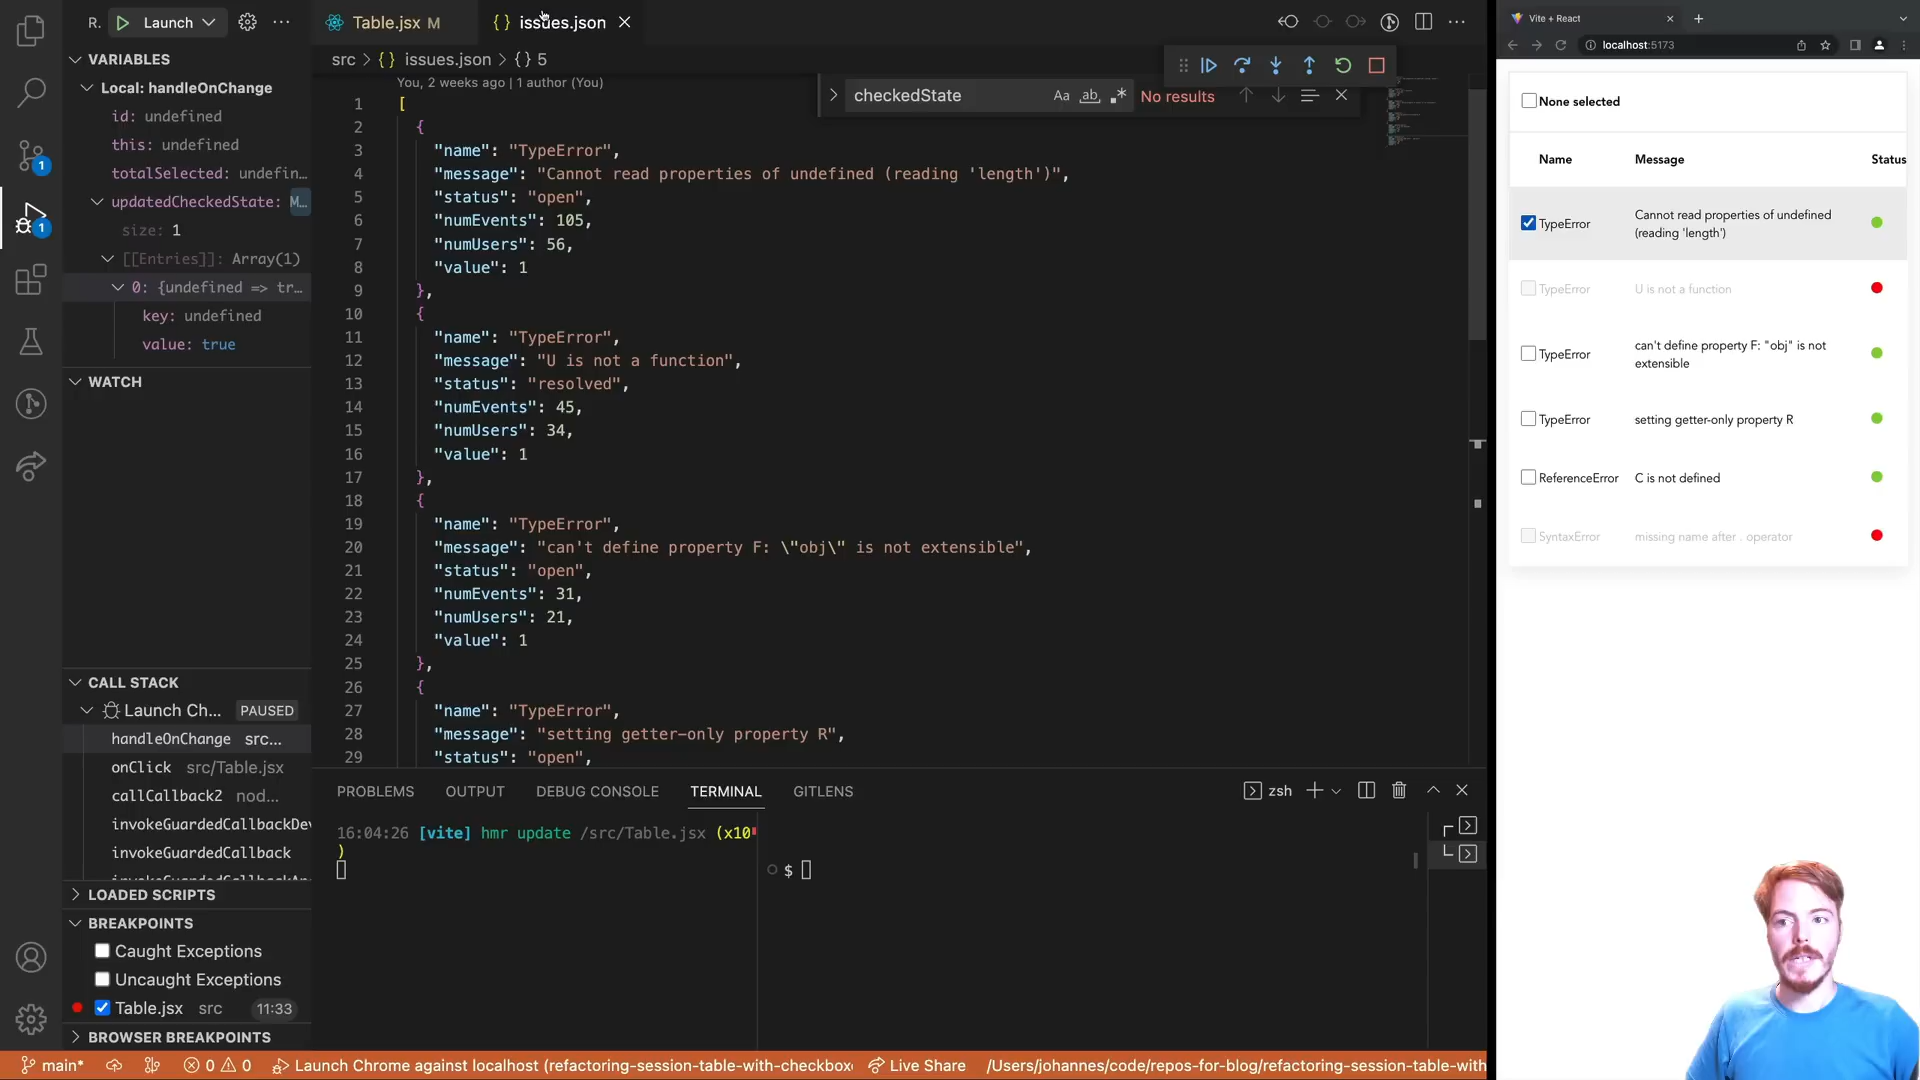 R. Launch
Table.jsx M
{} issues.json
src > {} issues.json > {} 5
You, 2 weeks ago | 1 author (You)
checkedState
Aa ab .* No results
VARIABLES
Local: handleOnChange
id: undefined
this: undefined
totalSelected: undefin…
updatedCheckedState: M…
size: 1
[[Entries]]: Array(1)
0: {undefined => tr…
key: undefined
value: true
WATCH
CALL STACK
Launch Ch… PAUSED
handleOnChange src…
onClick src/Table.jsx
callCallback2 nod…
invokeGuardedCallbackDev
invokeGuardedCallback
LOADED SCRIPTS
BREAKPOINTS
Caught Exceptions
Uncaught Exceptions
Table.jsx src 11:33
BROWSER BREAKPOINTS
1
1
1 [
2 {
3 "name": "TypeError",
4 "message": "Cannot read properties of undefined (reading 'length')",
5 "status": "open",
6 "numEvents": 105,
7 "numUsers": 56,
8 "value": 1
9 },
10 {
11 "name": "TypeError",
12 "message": "U is not a function",
13 "status": "resolved",
14 "numEvents": 45,
15 "numUsers": 34,
16 "value": 1
17 },
18 {
19 "name": "TypeError",
20 "message": "can't define property F: \"obj\" is not extensible",
21 "status": "open",
22 "numEvents": 31,
23 "numUsers": 21,
24 "value": 1
25 },
26 {
27 "name": "TypeError",
28 "message": "setting getter-only property R",
29 "status": "open",
PROBLEMS OUTPUT DEBUG CONSOLE TERMINAL GITLENS
zsh
16:04:26 [vite] hmr update /src/Table.jsx (x10
)
$
main* 0 0 Launch Chrome against localhost (refactoring-session-table-with-checkbox Live Share /Users/johannes/code/repos-for-blog/refactoring-session-table-with
Vite + React
localhost:5173
None selected
Name Message Status
TypeError Cannot read properties of undefined
(reading 'length')
TypeError U is not a function
TypeError can't define property F: "obj" is not
extensible
TypeError setting getter-only property R
ReferenceError C is not defined
SyntaxError missing name after . operator